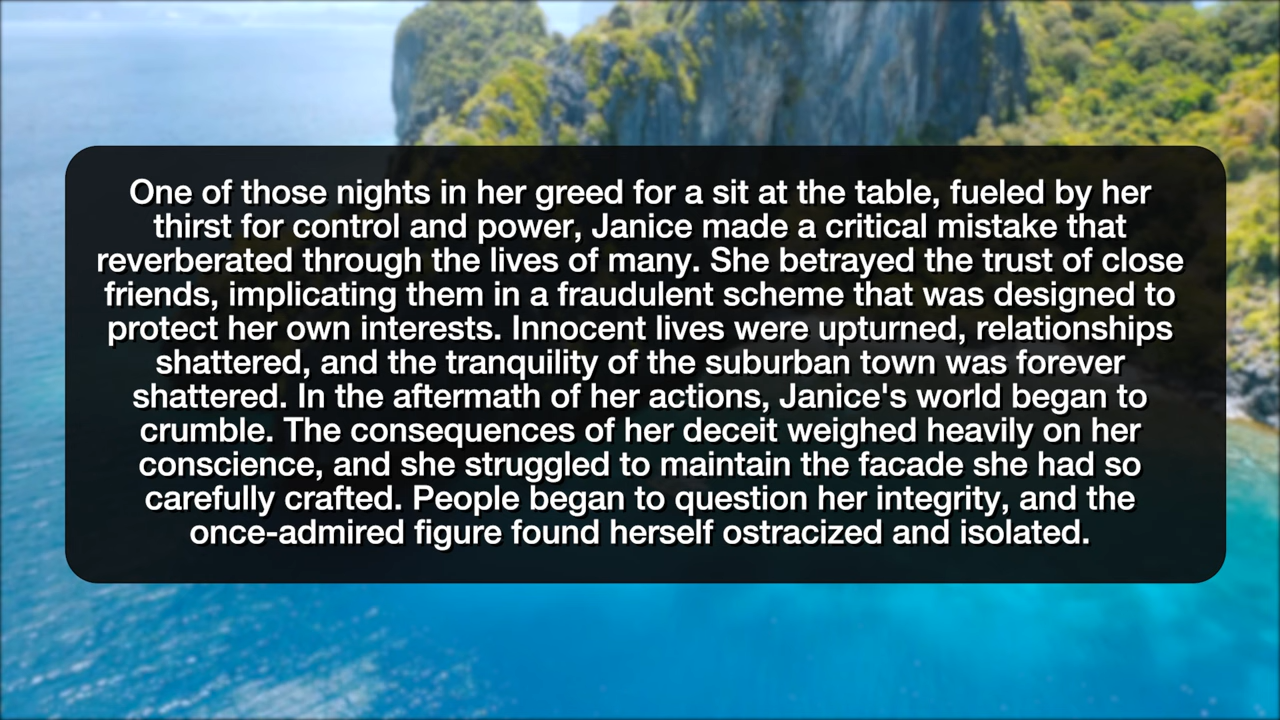 One of those nights in her greed for a sit at the table, fueled by her
thirst for control and power, Janice made a critical mistake that
reverberated through the lives of many. She betrayed the trust of close
friends, implicating them in a fraudulent scheme that was designed to
protect her own interests. Innocent lives were upturned, relationships
shattered, and the tranquility of the suburban town was forever
shattered. In the aftermath of her actions, Janice's world began to
crumble. The consequences of her deceit weighed heavily on her
conscience, and she struggled to maintain the facade she had so
carefully crafted. People began to question her integrity, and the
once-admired figure found herself ostracized and isolated.